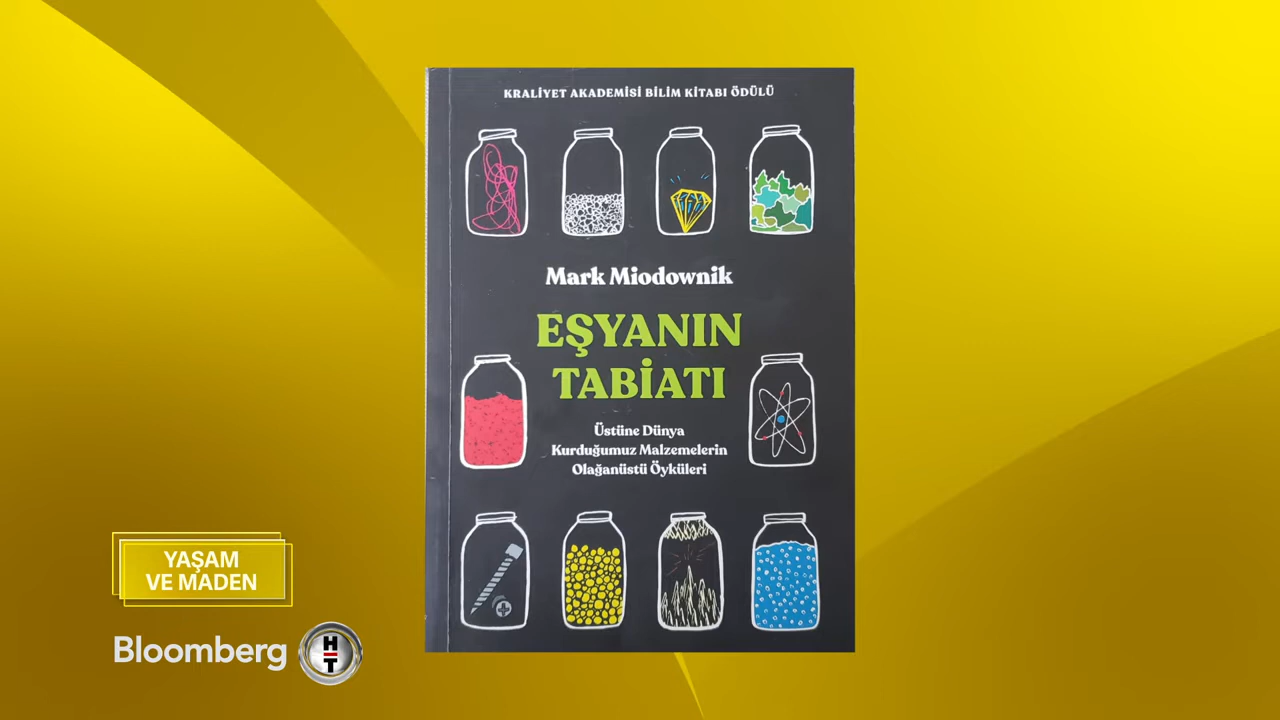 KRALİYET AKADEMİSİ BİLİM KİTABI ÖDÜLÜ
Mark Miodownik
EŞYANIN
TABİATI
Üstüne Dünya
Kurduğumuz Malzemelerin
Olağanüstü Öyküleri
YAŞAM
VE MADEN
Bloomberg HT